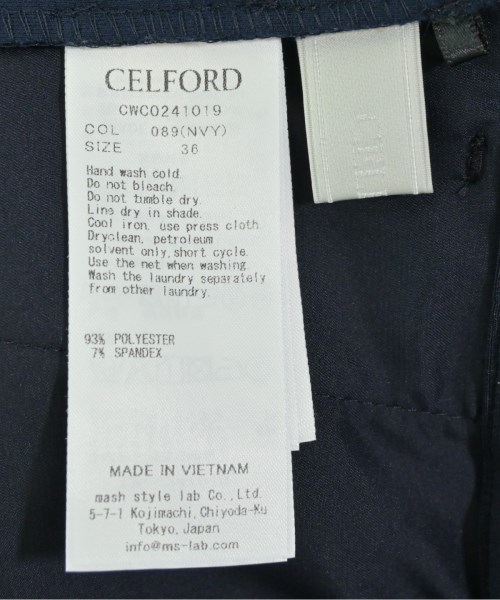 CELFORD
CWC0241019
COL 089(NVY)
SIZE 36
Hand wash cold.
Do not bleach.
Do not tumble dry.
Line dry in shade.
Cool iron, use press cloth.
Dryclean, petroleum
solvent only, short cycle.
Use the net when washing.
Wash the laundry separately
from other laundry.
93% POLYESTER
7% SPANDEX
MADE IN VIETNAM
mash style lab Co., Ltd.
5-7-1 Kojimachi, Chiyoda-Ku
Tokyo, Japan
info@ms-lab.com